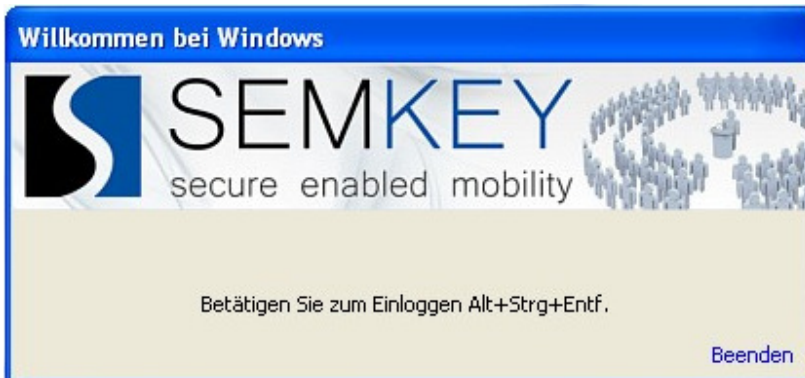 Willkommen bei Windows
SEMKEY
secure enabled mobility
Betätigen Sie zum Einloggen Alt+Strg+Entf.
Beenden